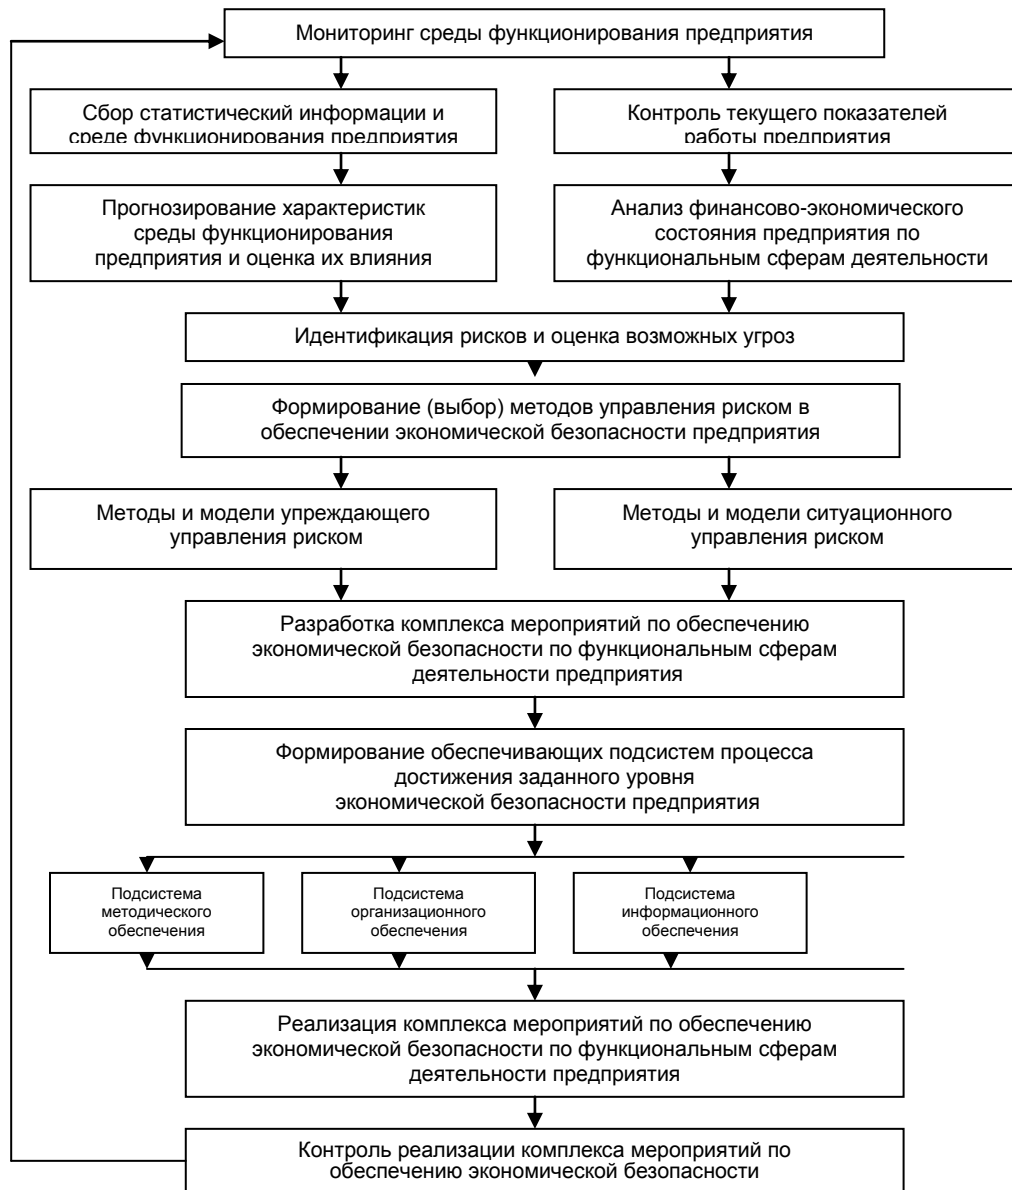 Мониторинг среды функционирования предприятия
Сбор статистический информации и
среде функционирования предприятия
Контроль текущего показателей
работы предприятия
Прогнозирование характеристик
среды функционирования
предприятия и оценка их влияния
Анализ финансово-экономического
состояния предприятия по
функциональным сферам деятельности
Идентификация рисков и оценка возможных угроз
Формирование (выбор) методов управления риском в
обеспечении экономической безопасности предприятия
Методы и модели упреждающего
управления риском
Методы и модели ситуационного
управления риском
Разработка комплекса мероприятий по обеспечению
экономической безопасности по функциональным сферам
деятельности предприятия
Формирование обеспечивающих подсистем процесса
достижения заданного уровня
экономической безопасности предприятия
Подсистема
методического
обеспечения
Подсистема
организационного
обеспечения
Подсистема
информационного
обеспечения
Реализация комплекса мероприятий по обеспечению
экономической безопасности по функциональным сферам
деятельности предприятия
Контроль реализации комплекса мероприятий по
обеспечению экономической безопасности